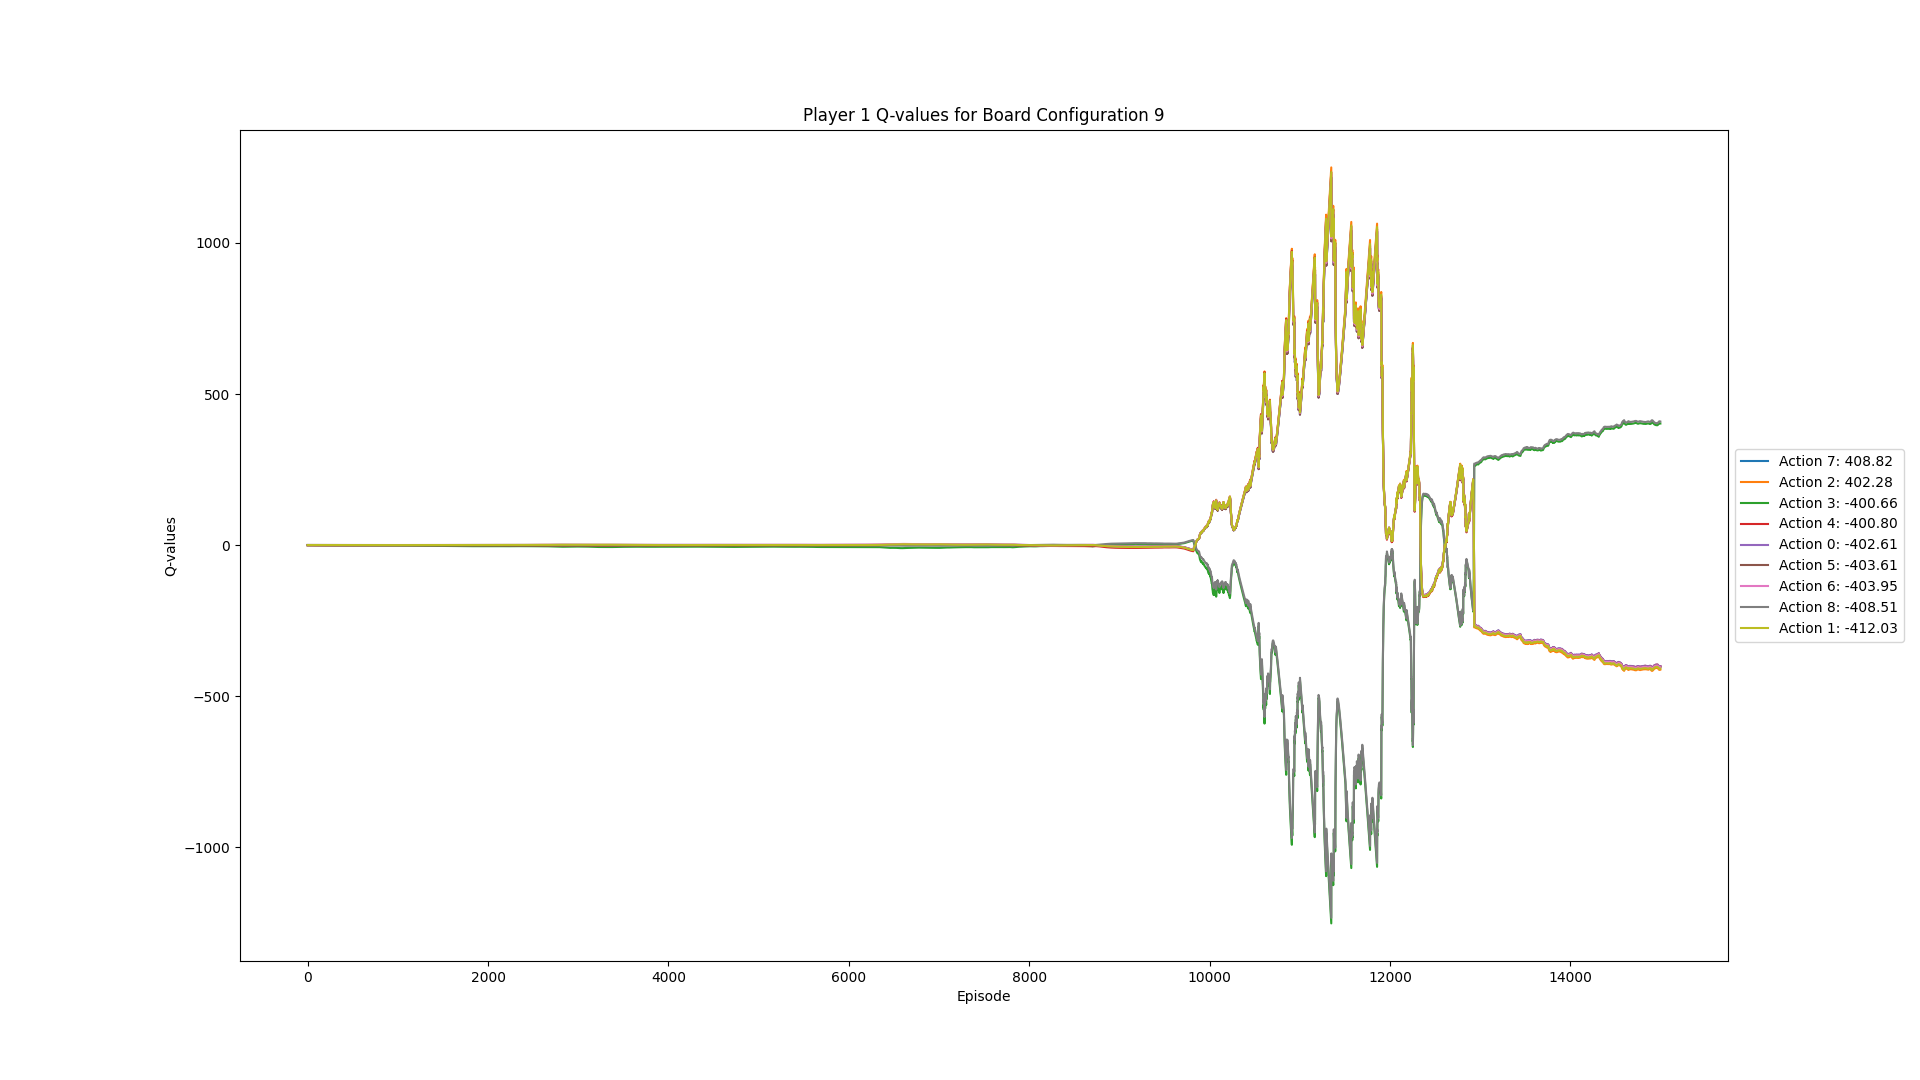 Player 1 Q-values for Board Configuration 9
1000
500
0
−500
−1000
Q-values
0
2000
4000
6000
8000
10000
12000
14000
Episode
Action 7: 408.82
Action 2: 402.28
Action 3: -400.66
Action 4: -400.80
Action 0: -402.61
Action 5: -403.61
Action 6: -403.95
Action 8: -408.51
Action 1: -412.03